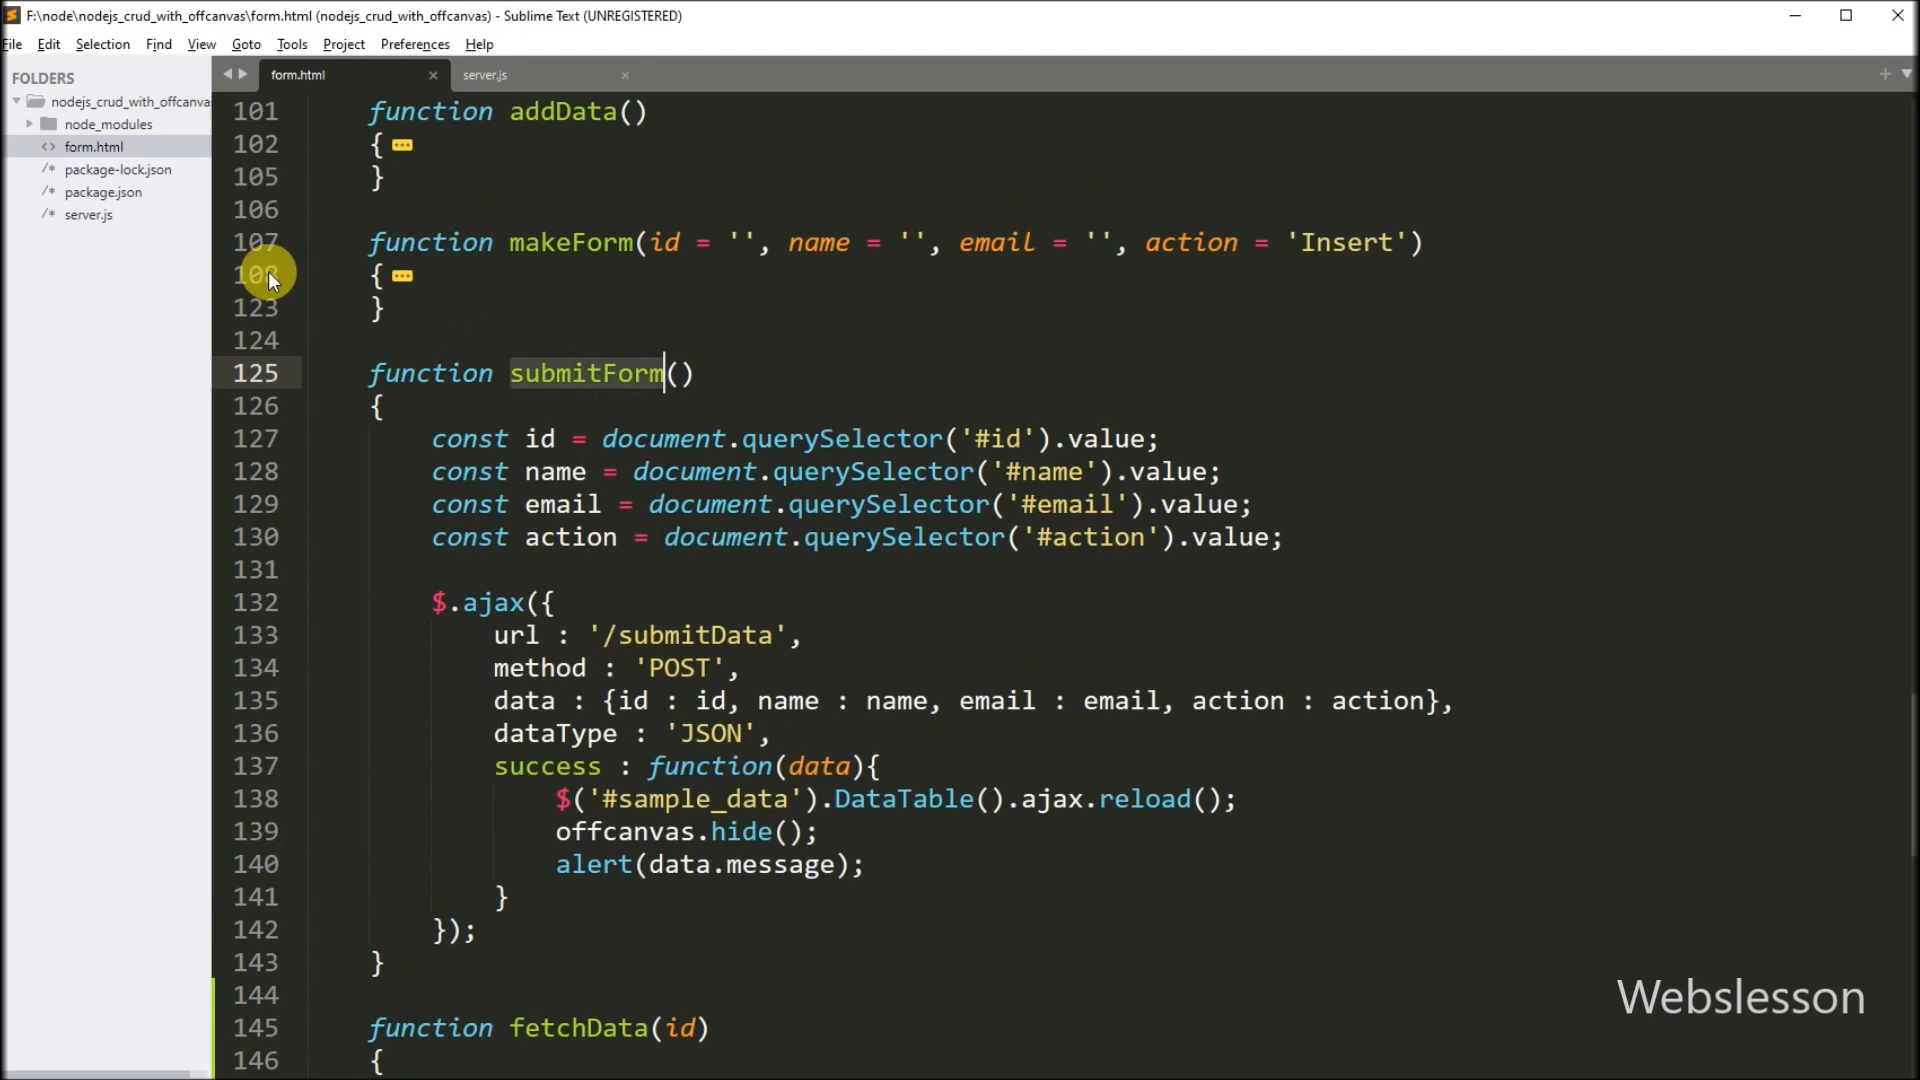 F:\node\nodejs_crud_with_offcanvas\form.html (nodejs_crud_with_offcanvas) - Sublime Text (UNREGISTERED)
File Edit Selection Find View Goto Tools Project Preferences Help
FOLDERS
nodejs_crud_with_offcanva
node_modules
form.html
package-lock.json
package.json
server.js
form.html server.js
101 function addData()
102 {
105 }
106
107 function makeForm(id = '', name = '', email = '', action = 'Insert')
108 {
123 }
124
125 function submitForm()
126 {
127 const id = document.querySelector('#id').value;
128 const name = document.querySelector('#name').value;
129 const email = document.querySelector('#email').value;
130 const action = document.querySelector('#action').value;
131
132 $.ajax({
133 url : '/submitData',
134 method : 'POST',
135 data : {id : id, name : name, email : email, action : action},
136 dataType : 'JSON',
137 success : function(data){
138 $('#sample_data').DataTable().ajax.reload();
139 offcanvas.hide();
140 alert(data.message);
141 }
142 });
143 }
144
145 function fetchData(id)
146 {
Webslesson